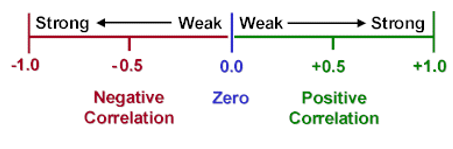 Strong Weak Weak Strong
-1.0 -0.5 0.0 +0.5 +1.0
Negative Zero Positive
Correlation Correlation